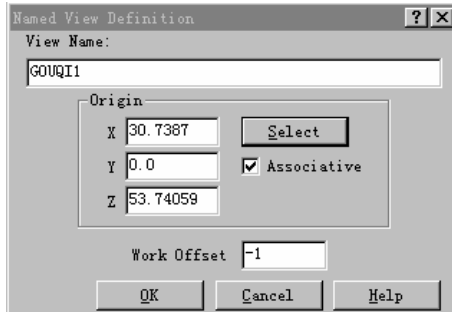 Named View Definition
View Name:
GOUQI1
Origin
X 30.7387 Select
Y 0.0 Associative
Z 53.74059
Work Offset -1
OK Cancel Help